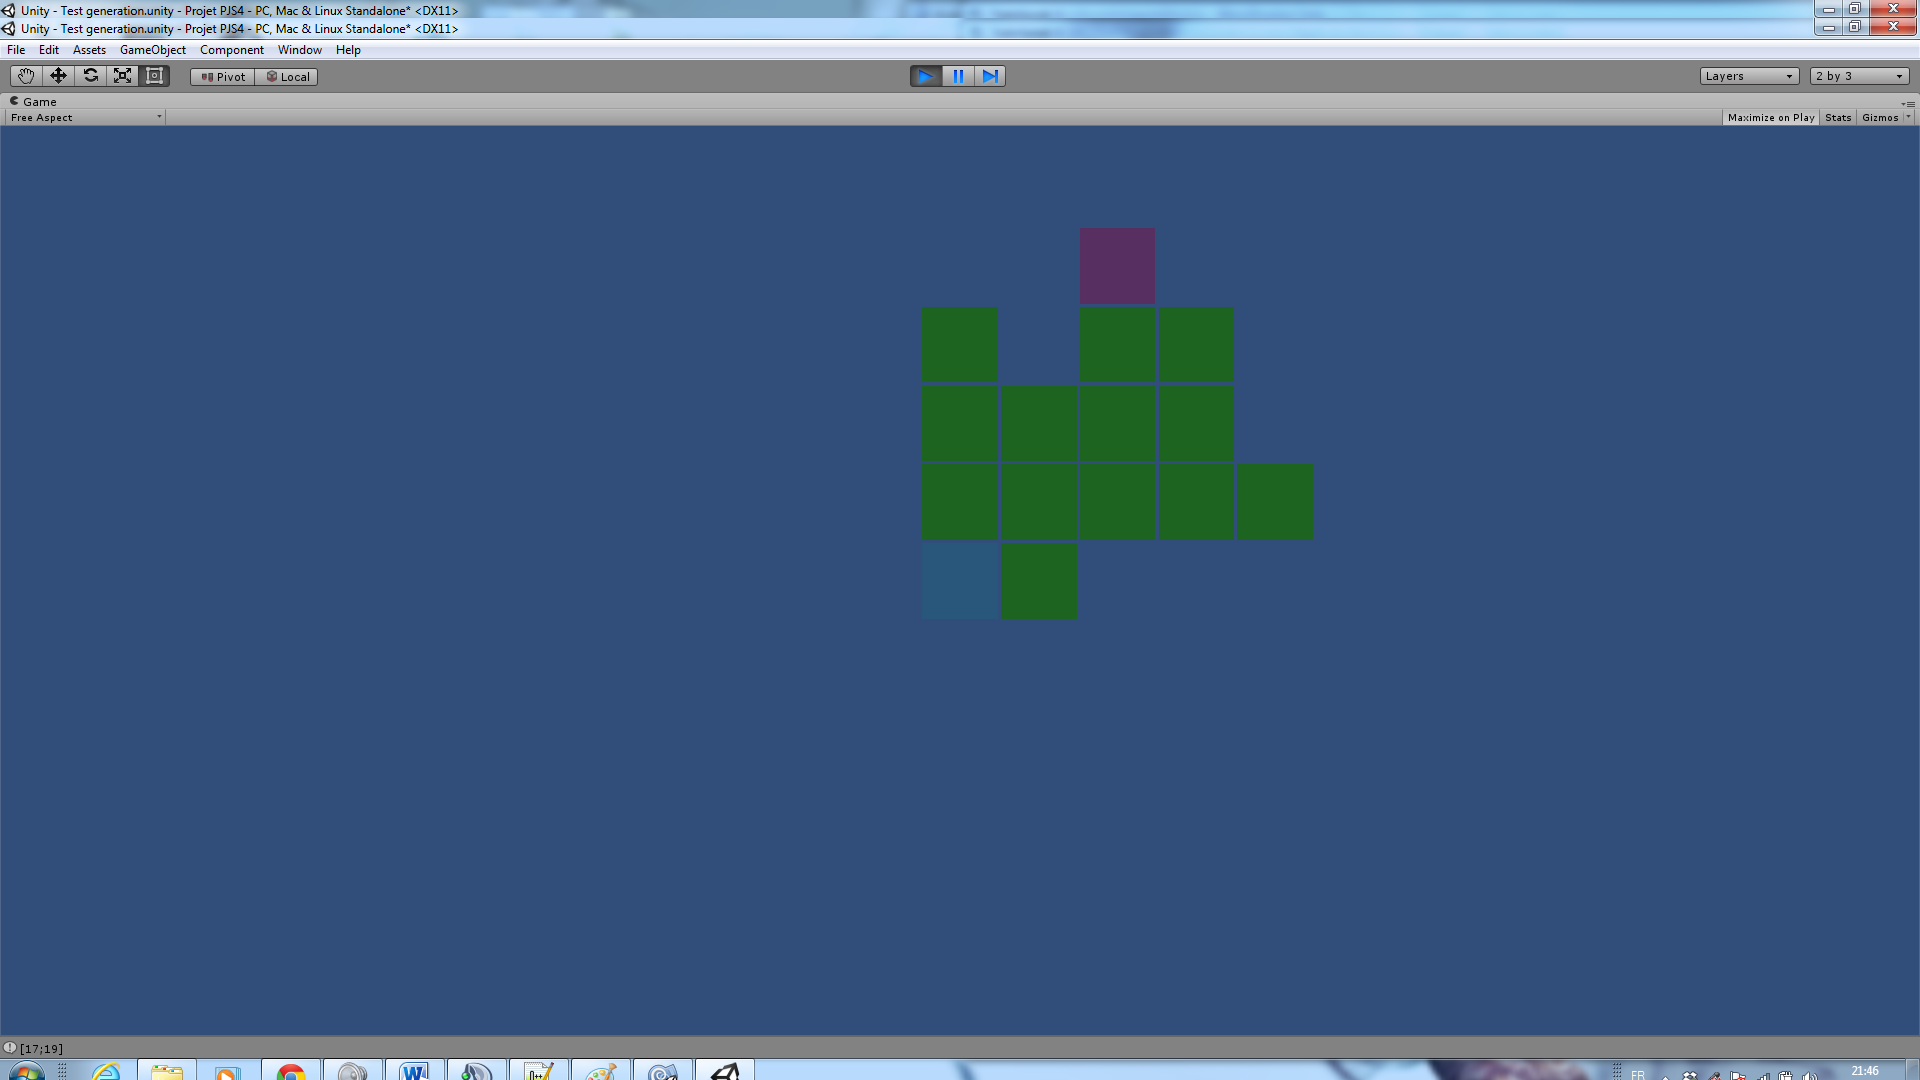 Unity - Test generation.unity - Projet PJS4 - PC, Mac & Linux Standalone* <DX11>
Unity - Test generation.unity - Projet PJS4 - PC, Mac & Linux Standalone* <DX11>
File Edit Assets GameObject Component Window Help
Pivot Local Layers 2 by 3
Game
Free Aspect Maximize on Play Stats Gizmos
[17;19]
FR 21:46